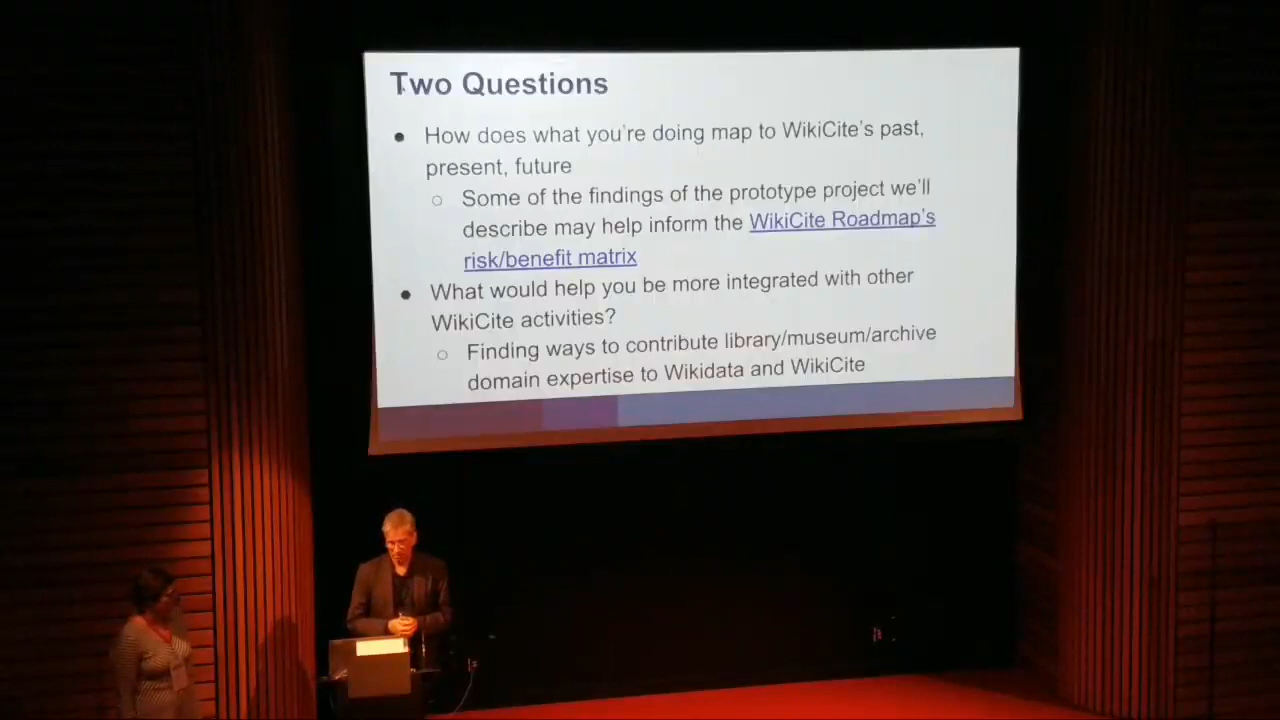 Two Questions
● How does what you're doing map to WikiCite's past,
present, future
○ Some of the findings of the prototype project we'll
describe may help inform the WikiCite Roadmap's
risk/benefit matrix
● What would help you be more integrated with other
WikiCite activities?
○ Finding ways to contribute library/museum/archive
domain expertise to Wikidata and WikiCite